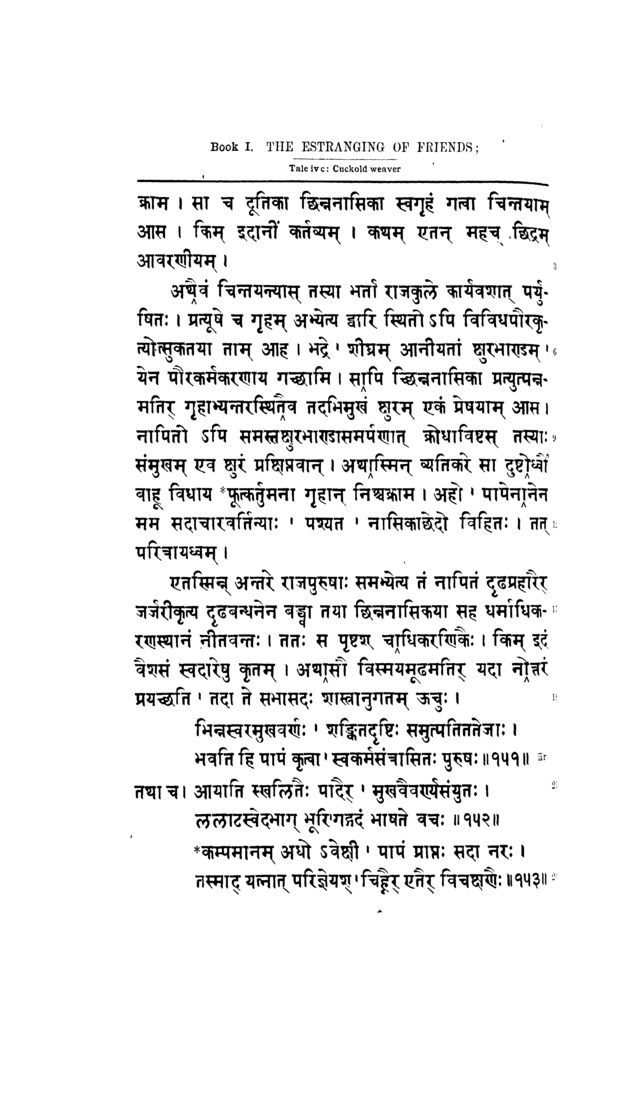 Book I. THE ESTRANGING OF FRIENDS;
Tale ivc: Cuckold weaver
क्राम । सा च दूतिका छिन्ननासिका स्वगृहं गत्वा चिन्तयाम्
आस । किम् इदानीं कर्तव्यम् । कथम् एतन् महच् छिद्रम्
आवरणीयम् । 3
अथैवं चिन्तयन्त्यास् तस्या भर्ता राजकुले कार्यवशात् पर्यु-
षितः । प्रत्यूषे च गृहम् अभ्येत्य द्वारि स्थितो ऽपि विविधपौरकृ-
त्योत्सुकतया ताम् आह । भद्रे ' शीघ्रम् आनीयतां क्षुरभाण्डम् ' 6
येन पौरकर्मकरणाय गच्छामि । सापि च्छिन्ननासिका प्रत्युत्पन्न-
मतिर् गृहाभ्यन्तरस्थितैव तदभिमुखं क्षुरम् एकं प्रेषयाम् आस ।
नापितो ऽपि समस्तक्षुरभाण्डासमर्पणात् क्रोधाविष्टस् तस्याः 9
संमुखम् एव क्षुरं प्रक्षिप्तवान् । अथास्मिन् व्यतिकरे सा दुष्टोर्ध्वौ
बाहू विधाय *फूत्कर्तुमना गृहान् निश्चक्राम । अहो ' पापेनानेन
मम सदाचारवर्तिन्याः ' पश्यत ' नासिकाछेदो विहितः । तत्
परित्रायध्वम् ।
एतस्मिन्न् अन्तरे राजपुरुषाः समभ्येत्य तं नापितं दृढप्रहारैर्
जर्जरीकृत्य दृढबन्धनेन बद्ध्वा तया छिन्ननासिकया सह धर्माधिक-
रणस्थानं नीतवन्तः । ततः स पृष्टश् चाधिकरणिकैः । किम् इदं
वैशसं स्वदारेषु कृतम् । अथासौ विस्मयमूढमतिर् यदा नोत्तरं
प्रयच्छति ' तदा ते सभासदः शास्त्रानुगतम् ऊचुः । 18
भिन्नस्वरमुखवर्णः ' शङ्कितदृष्टिः समुत्पतिततेजाः ।
भवति हि पापं कृत्वा ' स्वकर्मसंत्रासितः पुरुषः ॥१५१॥ ār
तथा च । आयाति स्खलितैः पादैर् ' मुखवैवर्ण्यसंयुतः ।
ललाटस्वेदभाग् भूरिगद्गदं भाषते वचः ॥१५२॥
*कम्पमानम् अधो ऽवेक्षी ' पापं प्राप्तः सदा नरः ।
तस्माद् यत्नात् परिज्ञेयश् ' चिह्नैर् एतैर् विचक्षणैः ॥१५३॥